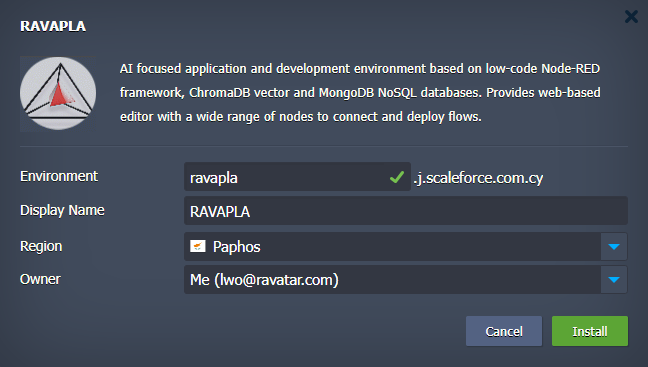 RAVAPLA
AI focused application and development environment based on low-code Node-RED
framework, ChromaDB vector and MongoDB NoSQL databases. Provides web-based
editor with a wide range of nodes to connect and deploy flows.
Environment ravapla .j.scaleforce.com.cy
Display Name RAVAPLA
Region Paphos
Owner Me (lwo@ravatar.com)
Cancel Install